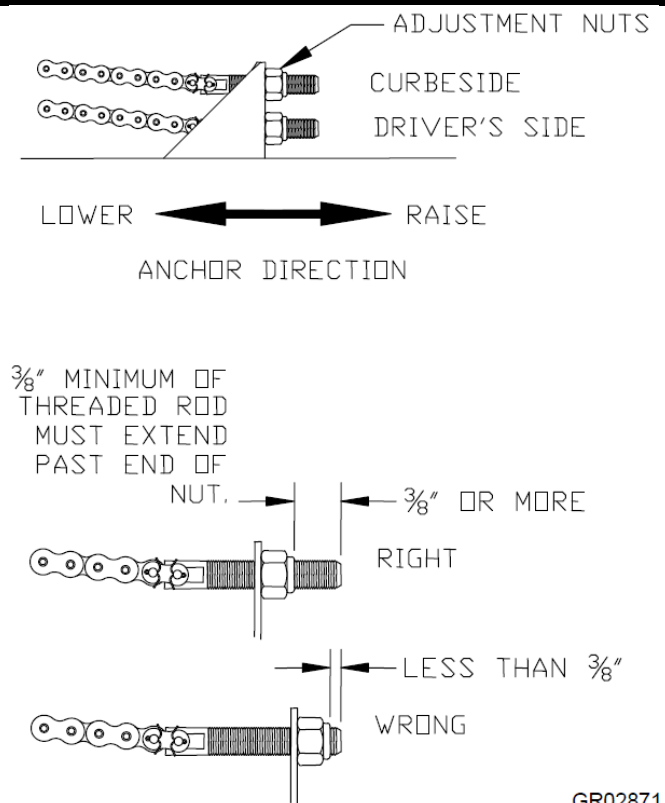 ADJUSTMENT NUTS
CURBESIDE
DRIVER'S SIDE
LOWER
RAISE
ANCHOR DIRECTION
⅜" MINIMUM OF
THREADED ROD
MUST EXTEND
PAST END OF
NUT.
⅜" OR MORE
RIGHT
LESS THAN ⅜"
WRONG
GR02871